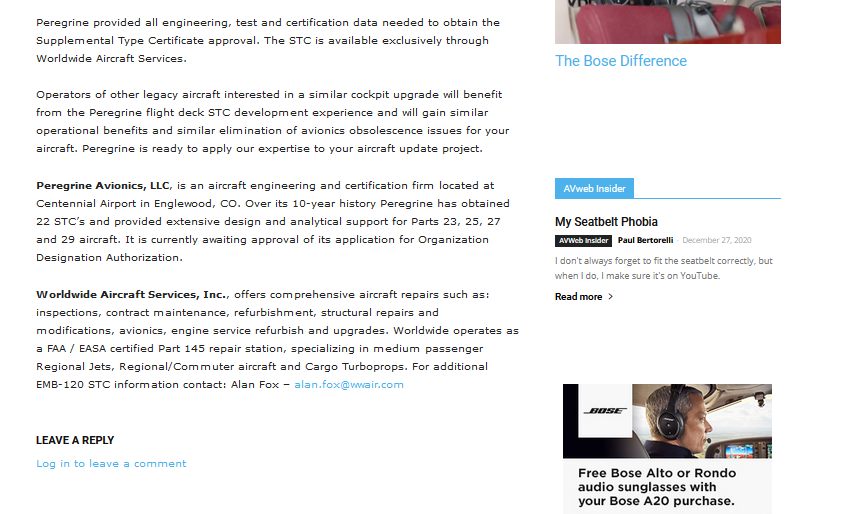 Peregrine provided all engineering, test and certification data needed to obtain the
Supplemental Type Certificate approval. The STC is available exclusively through
Worldwide Aircraft Services.
Operators of other legacy aircraft interested in a similar cockpit upgrade will benefit
from the Peregrine flight deck STC development experience and will gain similar
operational benefits and similar elimination of avionics obsolescence issues for your
aircraft. Peregrine is ready to apply our expertise to your aircraft update project.
Peregrine Avionics, LLC, is an aircraft engineering and certification firm located at
Centennial Airport in Englewood, CO. Over its 10-year history Peregrine has obtained
22 STC’s and provided extensive design and analytical support for Parts 23, 25, 27
and 29 aircraft. It is currently awaiting approval of its application for Organization
Designation Authorization.
Worldwide Aircraft Services, Inc., offers comprehensive aircraft repairs such as:
inspections, contract maintenance, refurbishment, structural repairs and
modifications, avionics, engine service refurbish and upgrades. Worldwide operates as
a FAA / EASA certified Part 145 repair station, specializing in medium passenger
Regional Jets, Regional/Commuter aircraft and Cargo Turboprops. For additional
EMB-120 STC information contact: Alan Fox – alan.fox@wwair.com
LEAVE A REPLY
Log in to leave a comment
The Bose Difference
AVweb Insider
My Seatbelt Phobia
AVWeb Insider Paul Bertorelli - December 27, 2020
I don't always forget to fit the seatbelt correctly, but
when I do, I make sure it's on YouTube.
Read more >
BOSE
Free Bose Alto or Rondo
audio sunglasses with
your Bose A20 purchase.